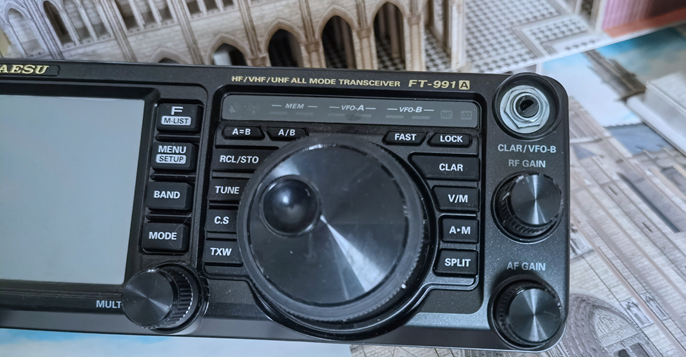 AESU
HF/VHF/UHF ALL MODE TRANSCEIVER FT-991A
MEM VFO-A VFO-B
F
M-LIST
MENU
SETUP
BAND
MODE
MULT
A=B A/B
RCL/STO
TUNE
C.S
TXW
FAST LOCK
CLAR
V/M
A▸M
SPLIT
CLAR/VFO-B
RF GAIN
AF GAIN